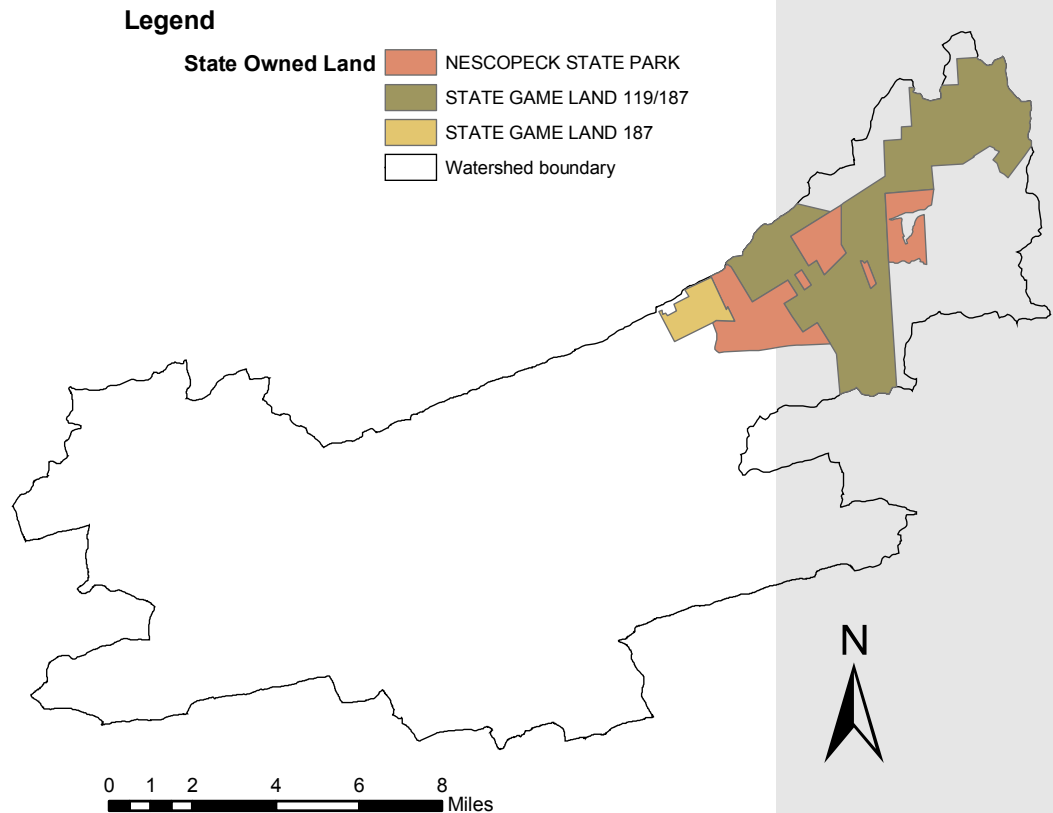 Legend
State Owned Land
NESCOPECK STATE PARK
STATE GAME LAND 119/187
STATE GAME LAND 187
Watershed boundary
N
0 1 2 4 6 8
Miles